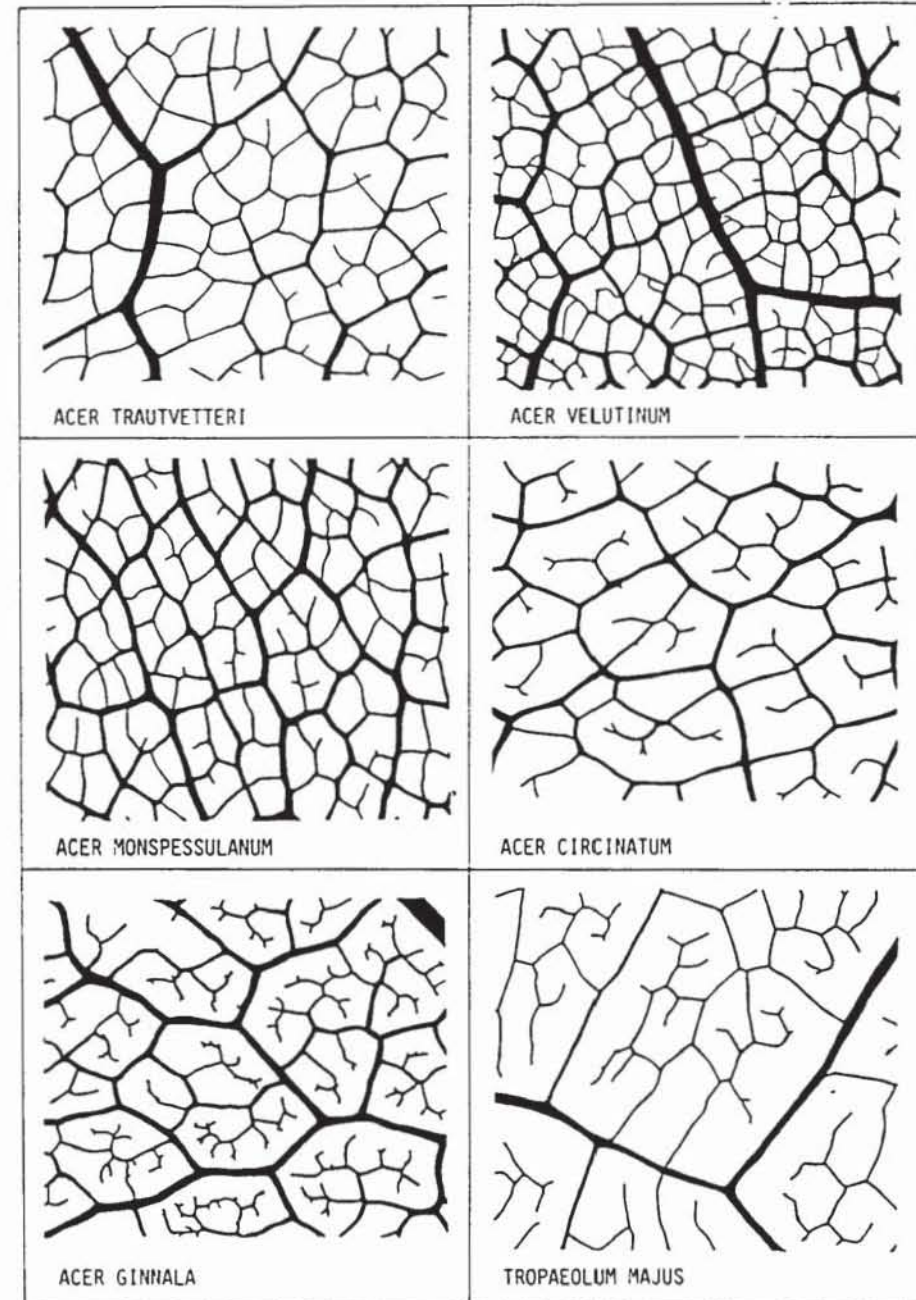 ACER TRAUTVETTERI
ACER VELUTINUM
ACER MONSPESSULANUM
ACER CIRCINATUM
ACER GINNALA
TROPAEOLUM MAJUS